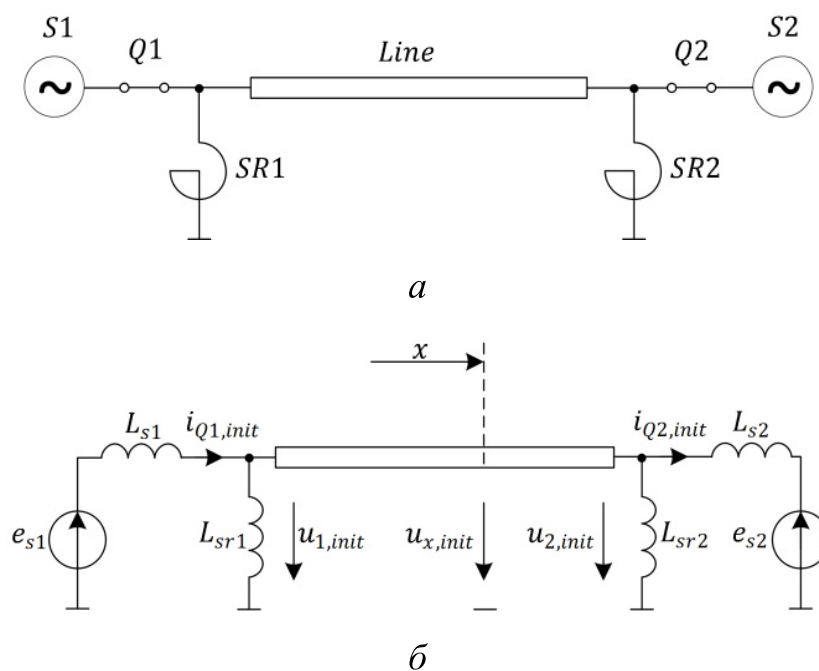 S1 Q1 Line Q2 S2
SR1 SR2
а
x
L_{s1} i_{Q1,init} i_{Q2,init} L_{s2}
e_{s1} L_{sr1} u_{1,init} u_{x,init} u_{2,init} L_{sr2} e_{s2}
б